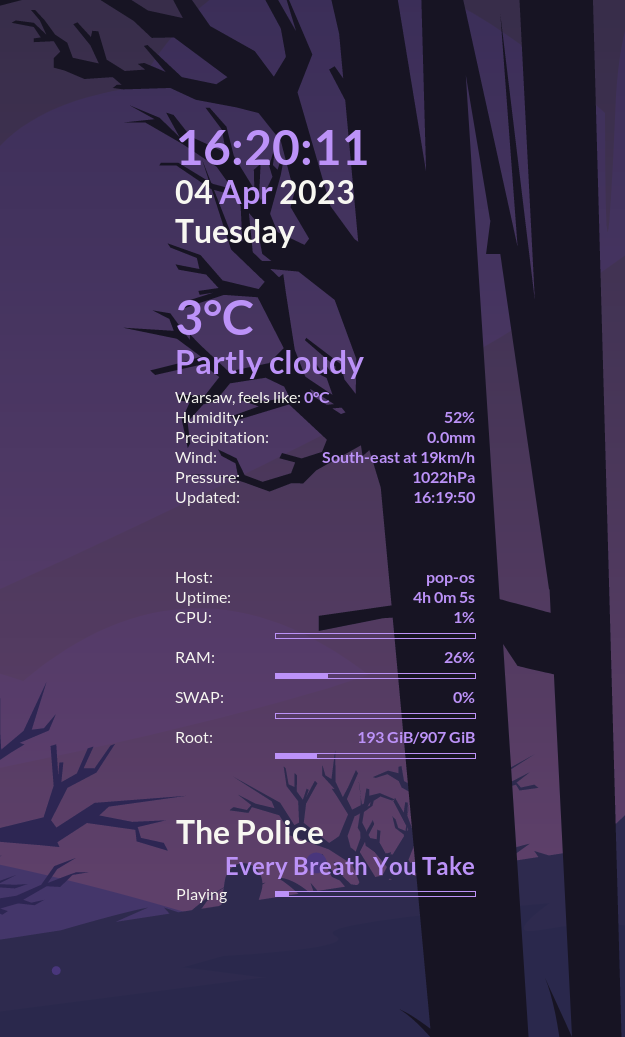 16:20:11
04 Apr 2023
Tuesday
3°C
Partly cloudy
Warsaw, feels like: 0°C
Humidity: 52%
Precipitation: 0.0mm
Wind: South-east at 19km/h
Pressure: 1022hPa
Updated: 16:19:50
Host: pop-os
Uptime: 4h 0m 5s
CPU: 1%
RAM: 26%
SWAP: 0%
Root: 193 GiB/907 GiB
The Police
Every Breath You Take
Playing